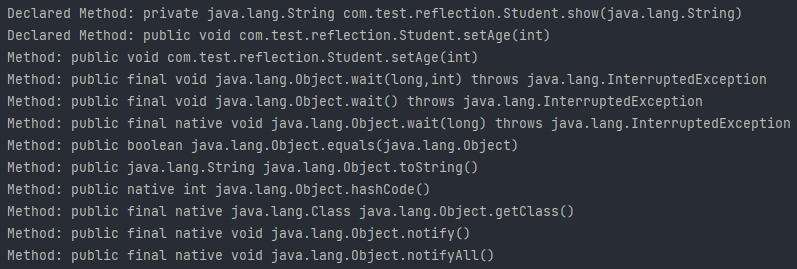 Declared Method: private java.lang.String com.test.reflection.Student.show(java.lang.String)
Declared Method: public void com.test.reflection.Student.setAge(int)
Method: public void com.test.reflection.Student.setAge(int)
Method: public final void java.lang.Object.wait(long,int) throws java.lang.InterruptedException
Method: public final void java.lang.Object.wait() throws java.lang.InterruptedException
Method: public final native void java.lang.Object.wait(long) throws java.lang.InterruptedException
Method: public boolean java.lang.Object.equals(java.lang.Object)
Method: public java.lang.String java.lang.Object.toString()
Method: public native int java.lang.Object.hashCode()
Method: public final native java.lang.Class java.lang.Object.getClass()
Method: public final native void java.lang.Object.notify()
Method: public final native void java.lang.Object.notifyAll()